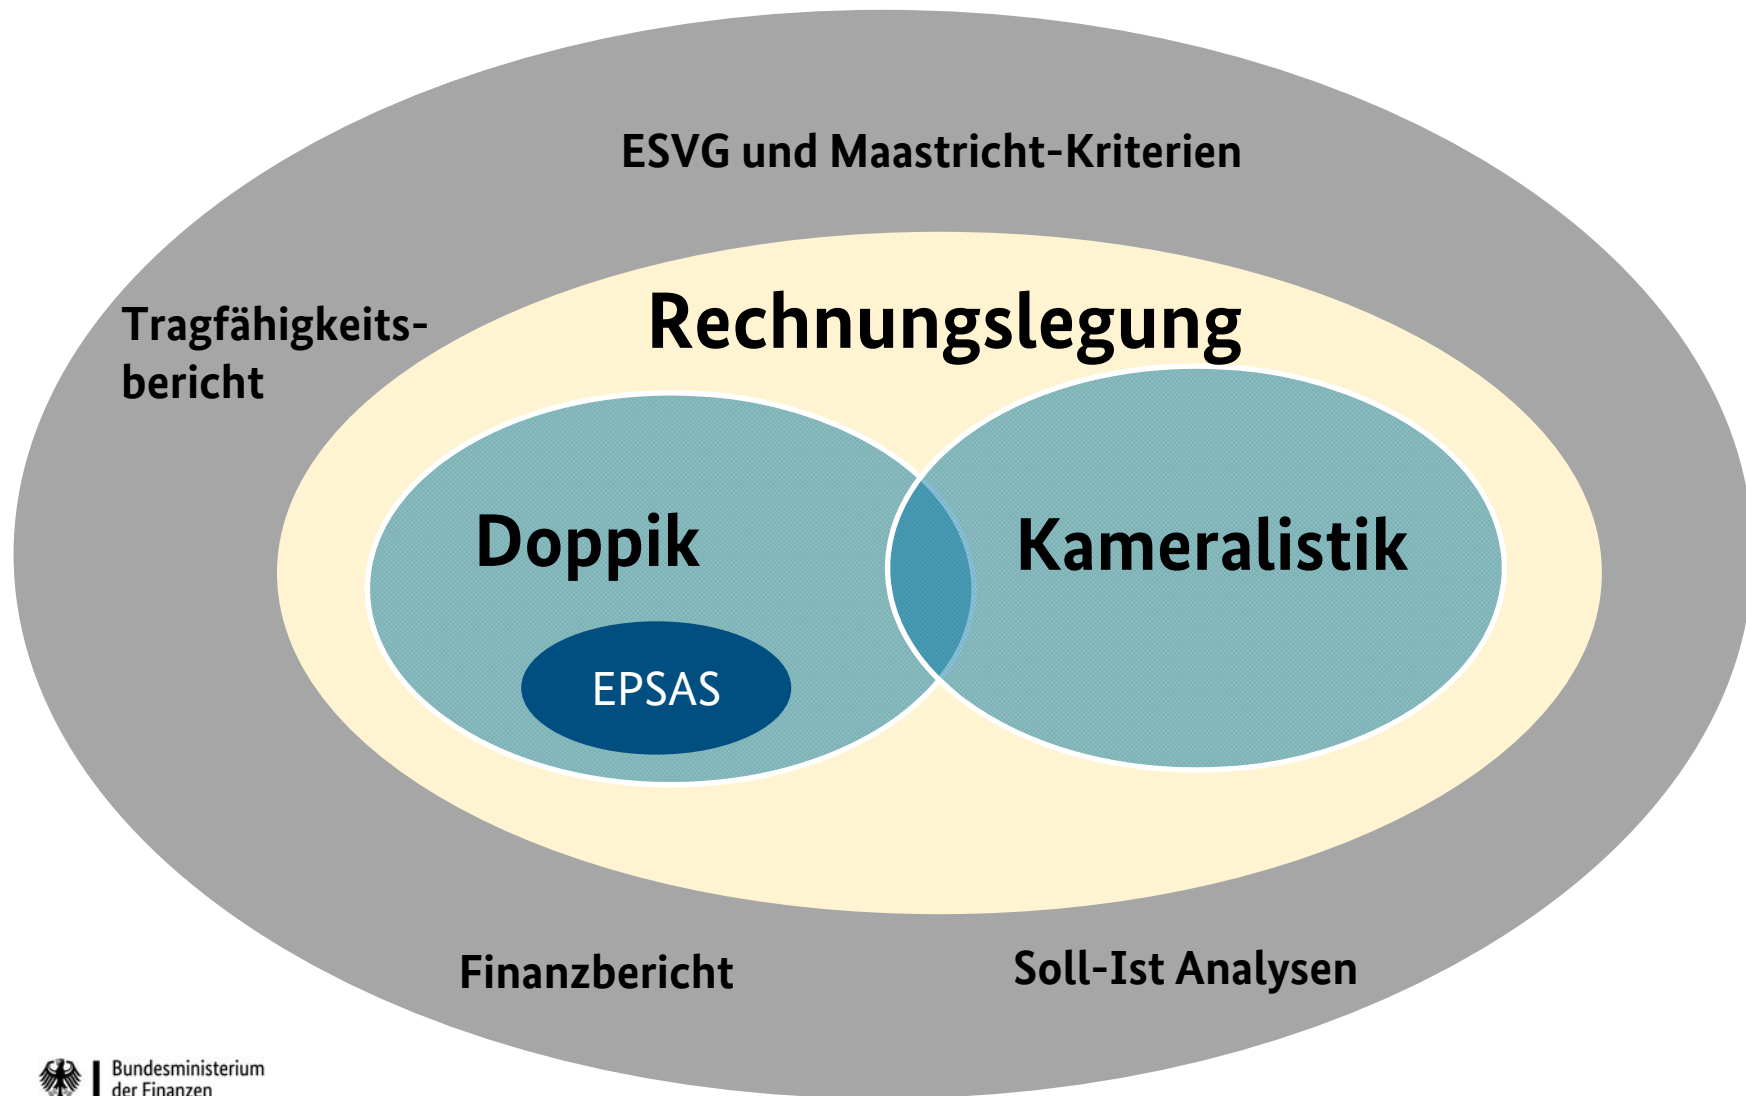 ESVG und Maastricht-Kriterien
Rechnungslegung
Tragfähigkeits-
bericht
Doppik
Kameralistik
EPSAS
Finanzbericht
Soll-Ist Analysen
Bundesministerium
der Finanzen